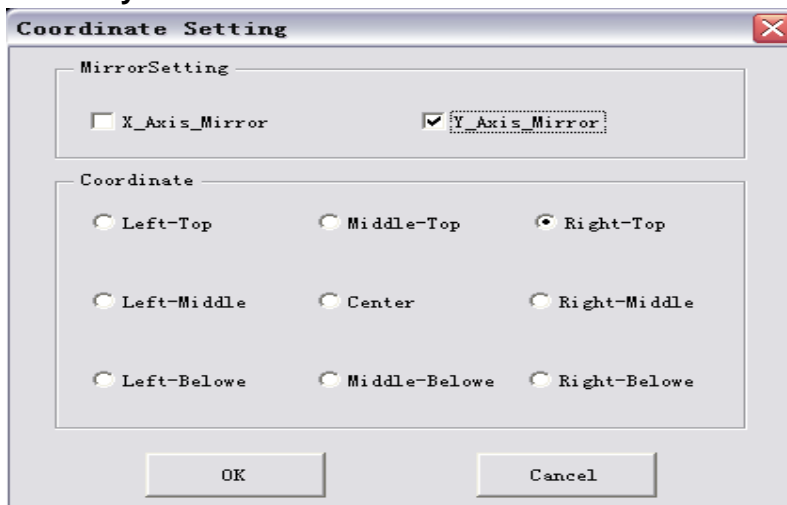 Coordinate Setting
MirrorSetting
X_Axis_Mirror Y_Axis_Mirror
Coordinate
Left-Top Middle-Top Right-Top
Left-Middle Center Right-Middle
Left-Belowe Middle-Belowe Right-Belowe
OK Cancel